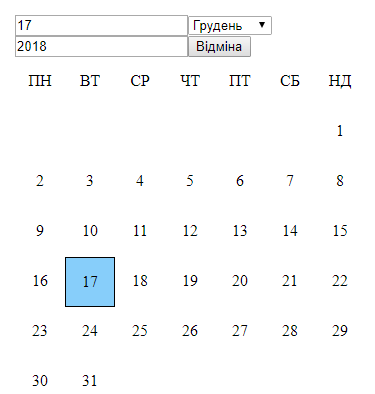 17 Грудень
2018 Відміна
ПН ВТ СР ЧТ ПТ СБ НД
1
2 3 4 5 6 7 8
9 10 11 12 13 14 15
16 17 18 19 20 21 22
23 24 25 26 27 28 29
30 31